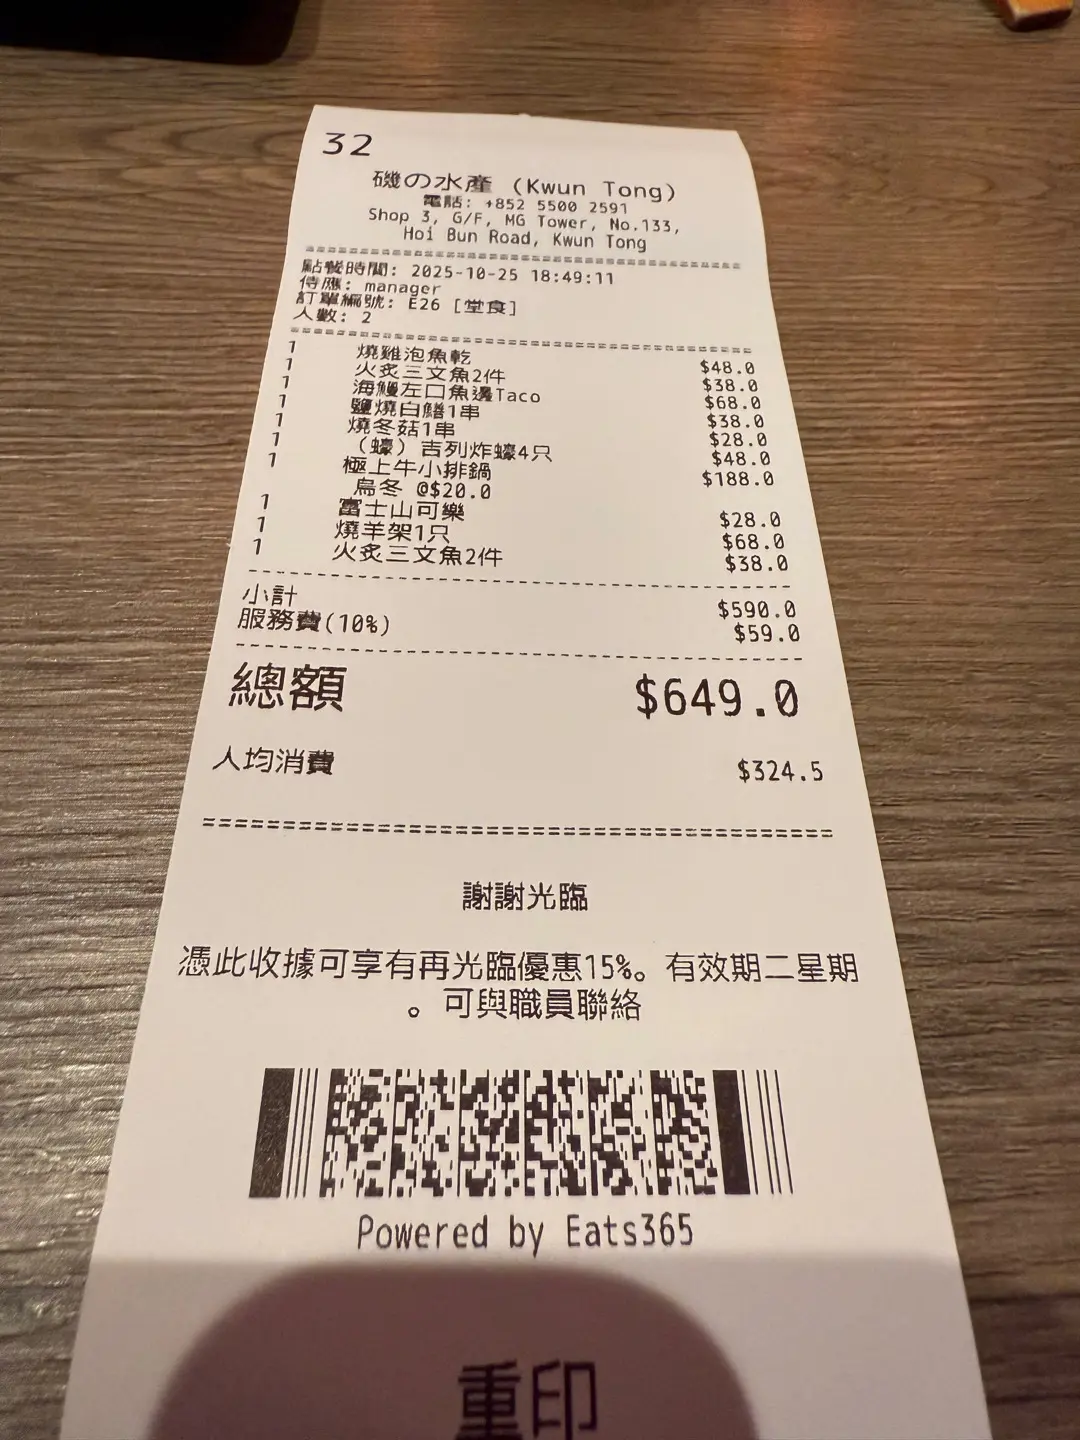 32
磯の水產 (Kwun Tong)
電話: +852 5500 2591
Shop 3, G/F, MG Tower, No.133,
Hoi Bun Road, Kwun Tong
點餐時間: 2025-10-25 18:49:11
侍應: manager
訂單編號: E26 [堂食]
人數: 2
1 燒雞泡魚乾 $48.0
1 火炙三文魚2件 $38.0
1 海鰻左口魚邊Taco $68.0
1 鹽燒白鱔1串 $38.0
1 燒冬菇1串 $28.0
1 （蠔）吉列炸蠔4只 $48.0
1 極上牛小排鍋 $188.0
烏冬 @$20.0
1 富士山可樂 $28.0
1 燒羊架1只 $68.0
1 火炙三文魚2件 $38.0
小計 $590.0
服務費(10%) $59.0
總額 $649.0
人均消費 $324.5
謝謝光臨
憑此收據可享有再光臨優惠15%。有效期二星期
。可與職員聯絡
Powered by Eats365
重印